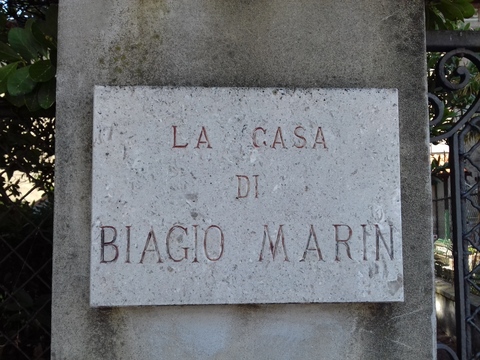 LA CASA
DI
BIAGIO MARIN